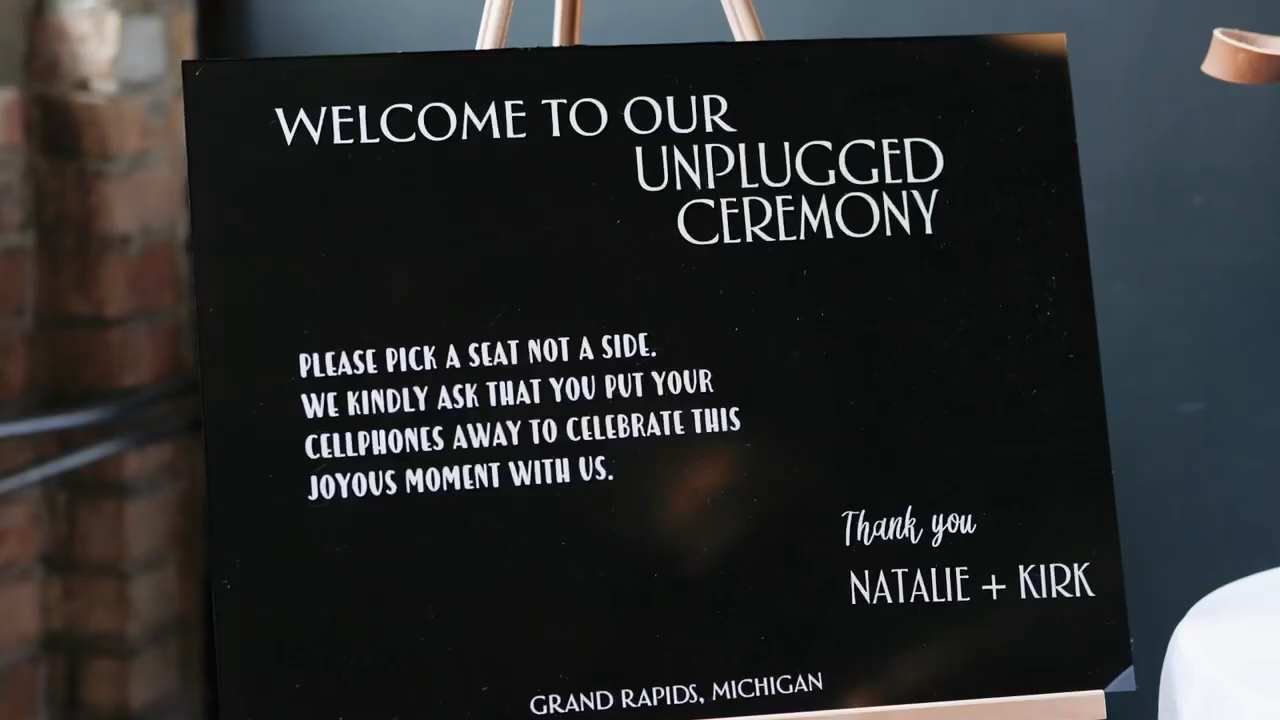 WELCOME TO OUR
UNPLUGGED
CEREMONY
PLEASE PICK A SEAT NOT A SIDE.
WE KINDLY ASK THAT YOU PUT YOUR
CELLPHONES AWAY TO CELEBRATE THIS
JOYOUS MOMENT WITH US.
Thank you
NATALIE + KIRK
GRAND RAPIDS, MICHIGAN